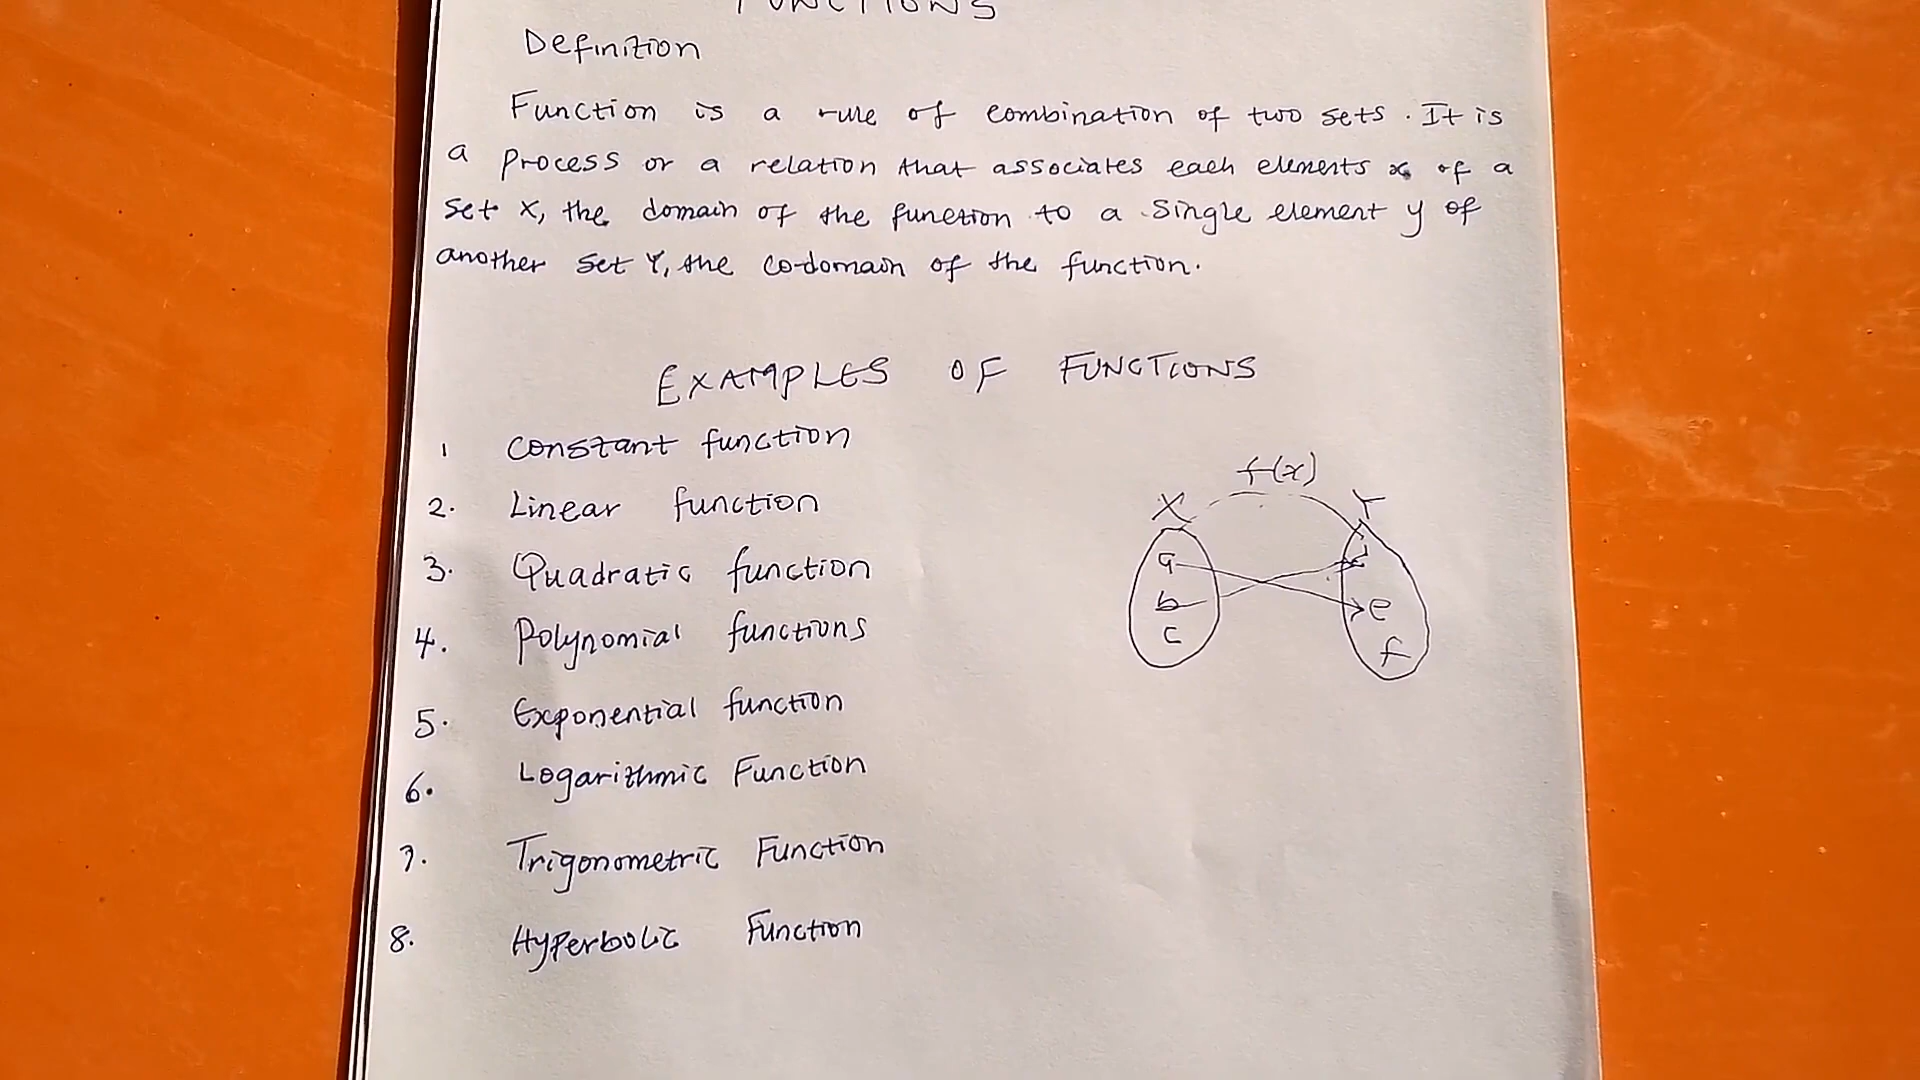 FUNCTIONS
Definition
Function is a rule of combination of two sets. It is
a process or a relation that associates each elements x of a
set X, the domain of the function to a single element y of
another set Y, the co-domain of the function.
EXAMPLES OF FUNCTIONS
1 Constant function
2. Linear function
3. Quadratic function
4. Polynomial functions
5. Exponential function
6. Logarithmic Function
7. Trigonometric Function
8. Hyperbolic Function
f(x)
X Y
a d
b e
c f